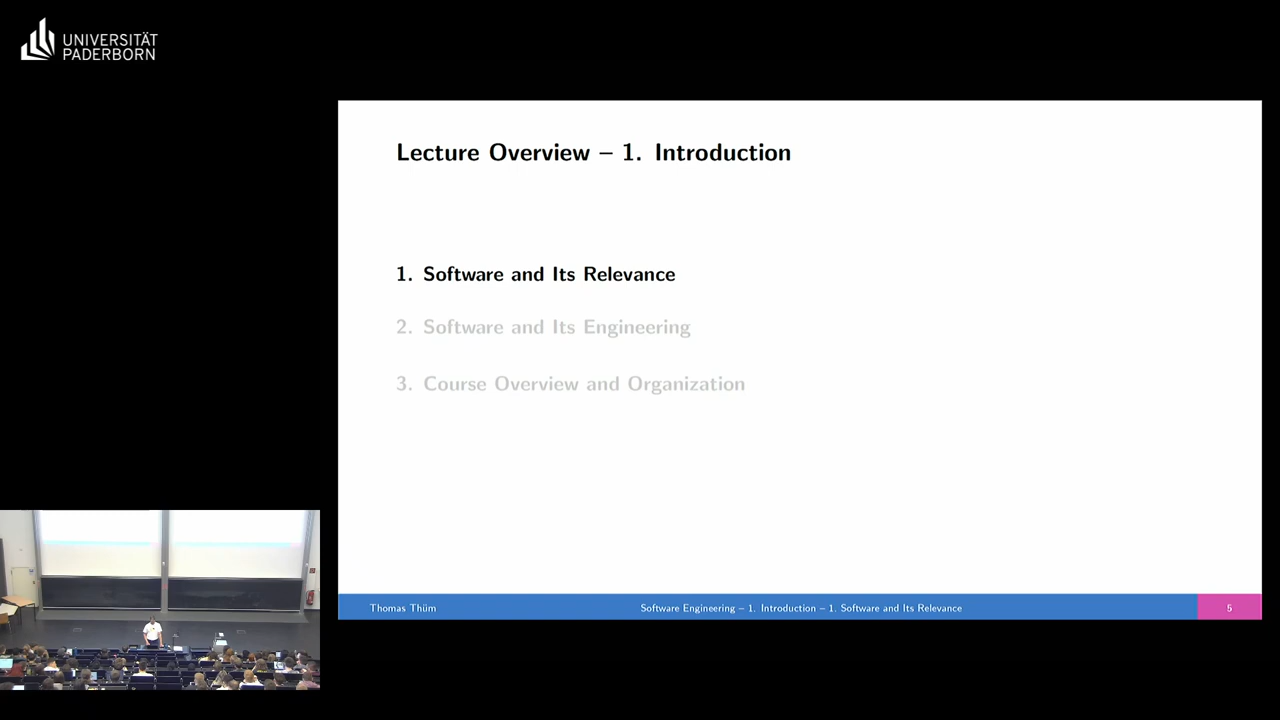 UNIVERSITÄT
PADERBORN
Lecture Overview – 1. Introduction
1. Software and Its Relevance
2. Software and Its Engineering
3. Course Overview and Organization
Thomas Thüm
Software Engineering – 1. Introduction – 1. Software and Its Relevance
5